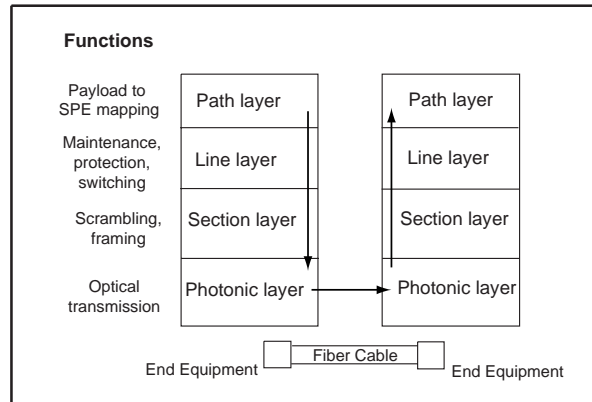 Functions
Payload to
SPE mapping
Path layer
Path layer
Maintenance,
protection,
switching
Line layer
Line layer
Scrambling,
framing
Section layer
Section layer
Optical
transmission
Photonic layer
Photonic layer
End Equipment
Fiber Cable
End Equipment